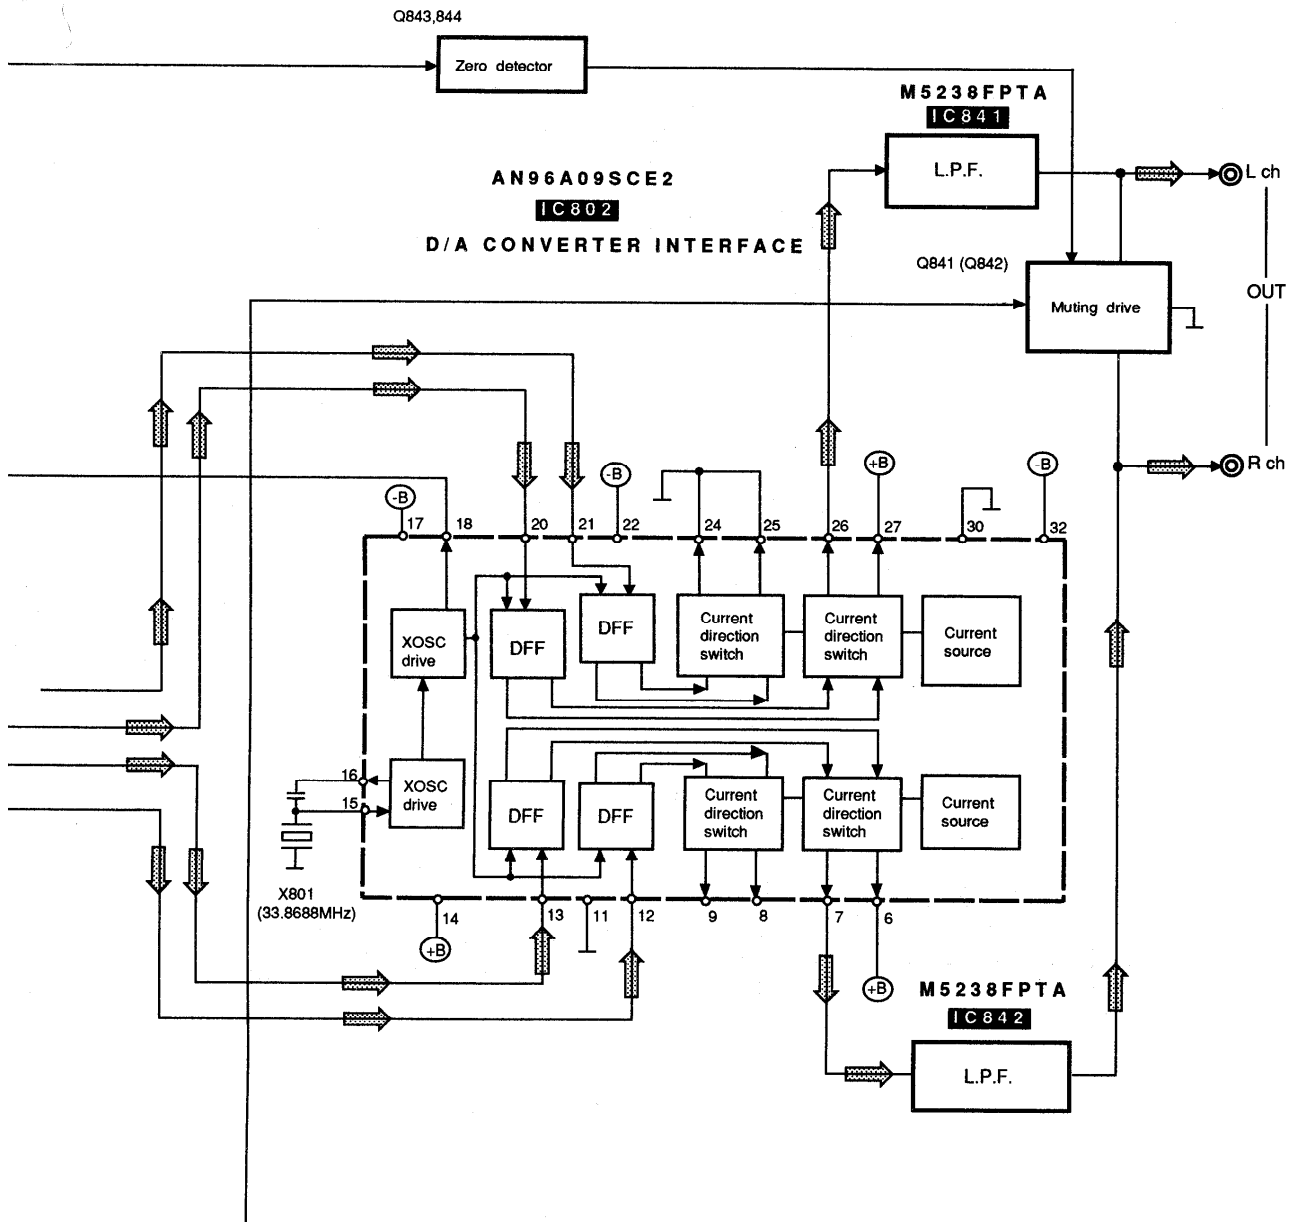 Q843,844
Zero detector
M5238FPTA
IC841
L.P.F.
L ch
AN96A09SCE2
IC802
D/A CONVERTER INTERFACE
Q841 (Q842)
Muting drive
OUT
R ch
-B
-B
+B
-B
17
18
20
21
22
24
25
26
27
30
32
XOSC
drive
DFF
DFF
Current
direction
switch
Current
direction
switch
Current
source
XOSC
drive
DFF
DFF
Current
direction
switch
Current
direction
switch
Current
source
16
15
X801
(33.8688MHz)
14
13
11
12
9
8
7
6
+B
+B
M5238FPTA
IC842
L.P.F.